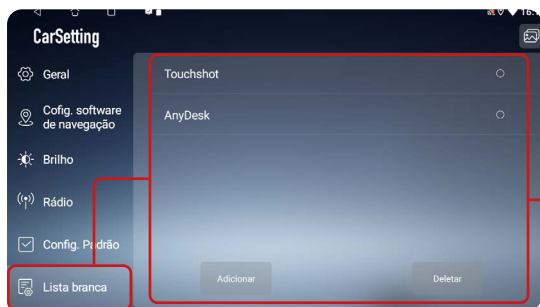 CarSetting
Geral
Touchshot
Cofig. software
de navegação
AnyDesk
Brilho
Rádio
Config. Padrão
Lista branca
Adicionar
Deletar